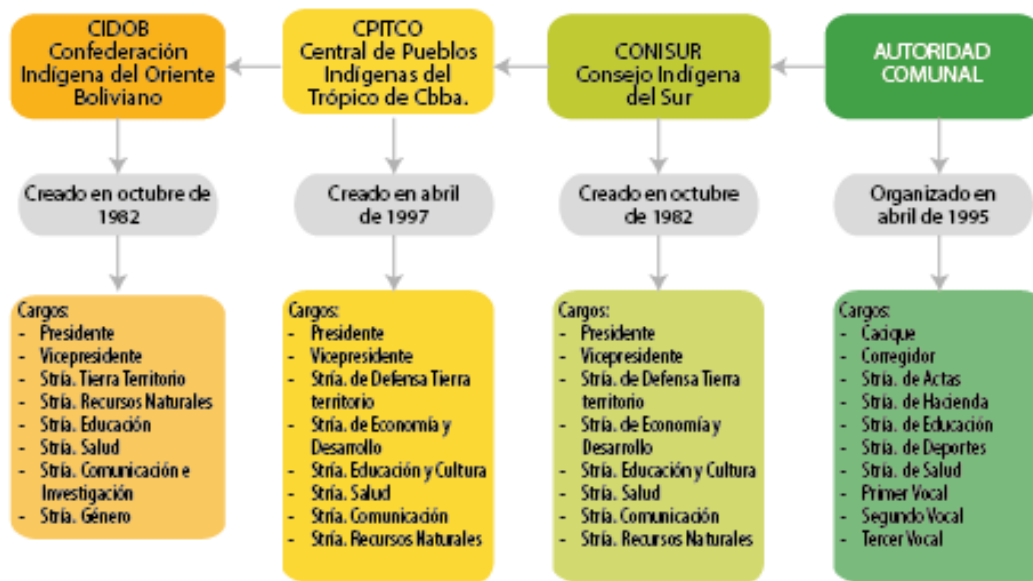 CIDOB
Confederación
Indígena del Oriente
Boliviano
CPITCO
Central de Pueblos
Indígenas del
Trópico de Cbba.
CONISUR
Consejo Indígena
del Sur
AUTORIDAD
COMUNAL
Creado en octubre de
1982
Creado en abril
de 1997
Creado en octubre
de 1982
Organizado en
abril de 1995
Cargos:
- Presidente
- Vicepresidente
- Stría. Tierra Territorio
- Stría. Recursos Naturales
- Stría. Educación
- Stría. Salud
- Stría. Comunicación e
Investigación
- Stría. Género
Cargos:
- Presidente
- Vicepresidente
- Stría. de Defensa Tierra
territorio
- Stría. de Economía y
Desarrollo
- Stría. Educación y Cultura
- Stría. Salud
- Stría. Comunicación
- Stría. Recursos Naturales
Cargos:
- Presidente
- Vicepresidente
- Stría. de Defensa Tierra
territorio
- Stría. de Economía y
Desarrollo
- Stría. Educación y Cultura
- Stría. Salud
- Stría. Comunicación
- Stría. Recursos Naturales
Cargos:
- Cacique
- Corregidor
- Stría. de Actas
- Stría. de Hacienda
- Stría. de Educación
- Stría. de Deportes
- Stría. de Salud
- Primer Vocal
- Segundo Vocal
- Tercer Vocal